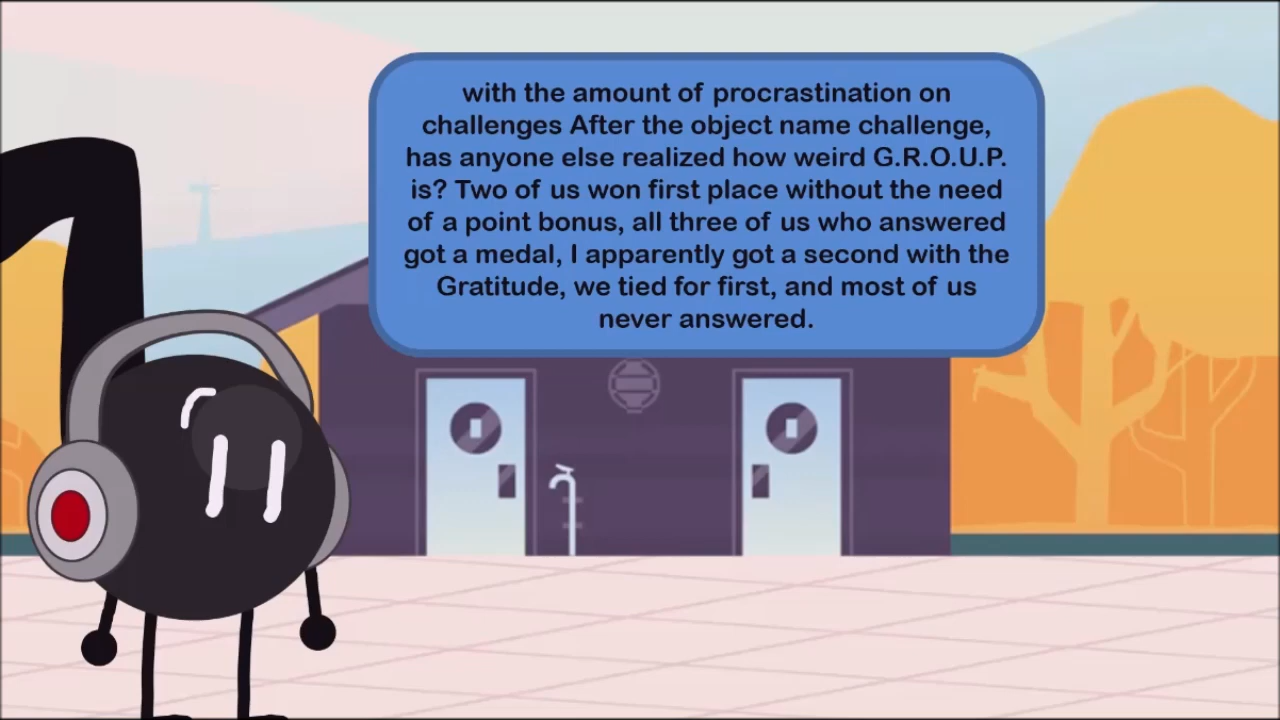 with the amount of procrastination on
challenges After the object name challenge,
has anyone else realized how weird G.R.O.U.P.
is? Two of us won first place without the need
of a point bonus, all three of us who answered
got a medal, I apparently got a second with the
Gratitude, we tied for first, and most of us
never answered.